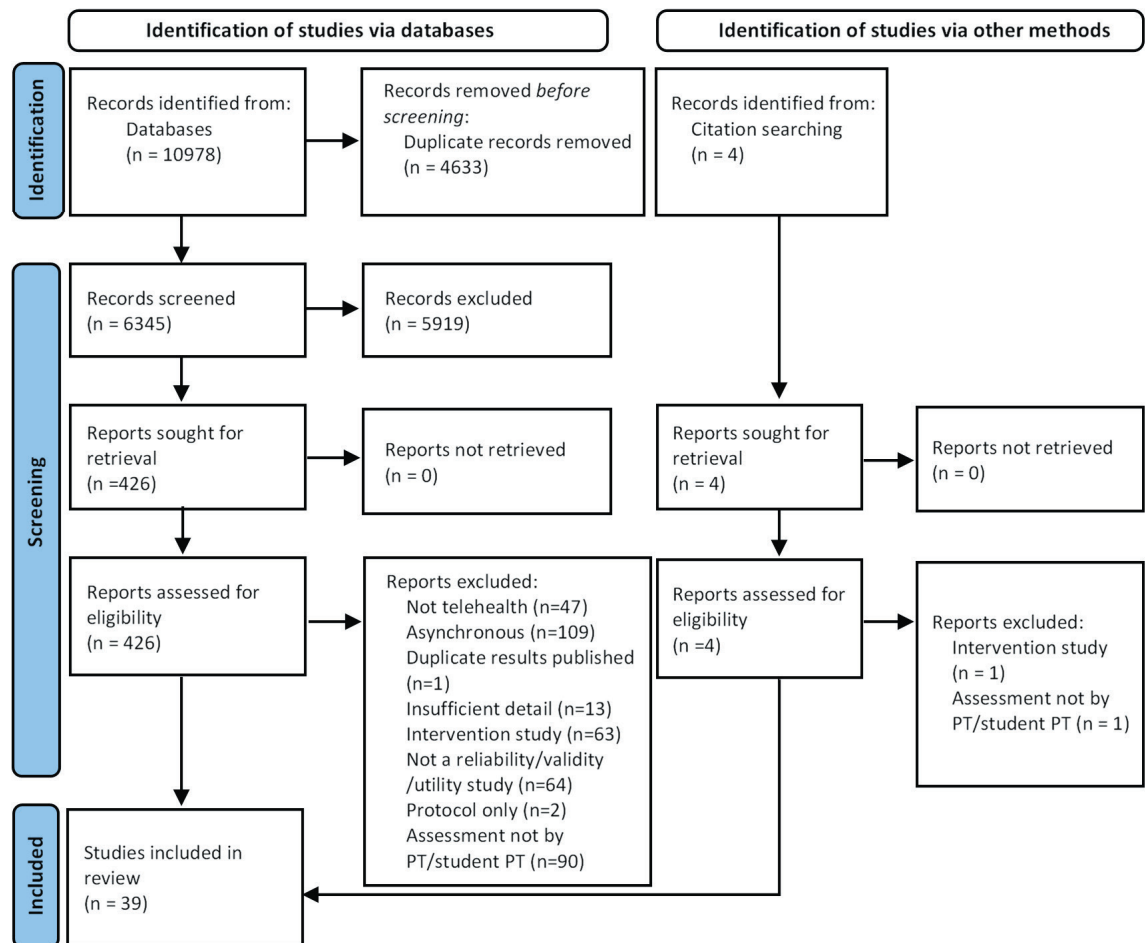 Identification of studies via databases
Identification of studies via other methods
Identification
Records identified from:
Databases
(n = 10978)
Records removed before
screening:
Duplicate records removed
(n = 4633)
Records identified from:
Citation searching
(n = 4)
Screening
Records screened
(n = 6345)
Records excluded
(n = 5919)
Reports sought for
retrieval
(n =426)
Reports not retrieved
(n = 0)
Reports sought for
retrieval
(n = 4)
Reports not retrieved
(n = 0)
Reports assessed for
eligibility
(n = 426)
Reports excluded:
Not telehealth (n=47)
Asynchronous (n=109)
Duplicate results published
(n=1)
Insufficient detail (n=13)
Intervention study (n=63)
Not a reliability/validity
/utility study (n=64)
Protocol only (n=2)
Assessment not by
PT/student PT (n=90)
Reports assessed for
eligibility
(n =4)
Reports excluded:
Intervention study
(n = 1)
Assessment not by
PT/student PT (n = 1)
Included
Studies included in
review
(n = 39)